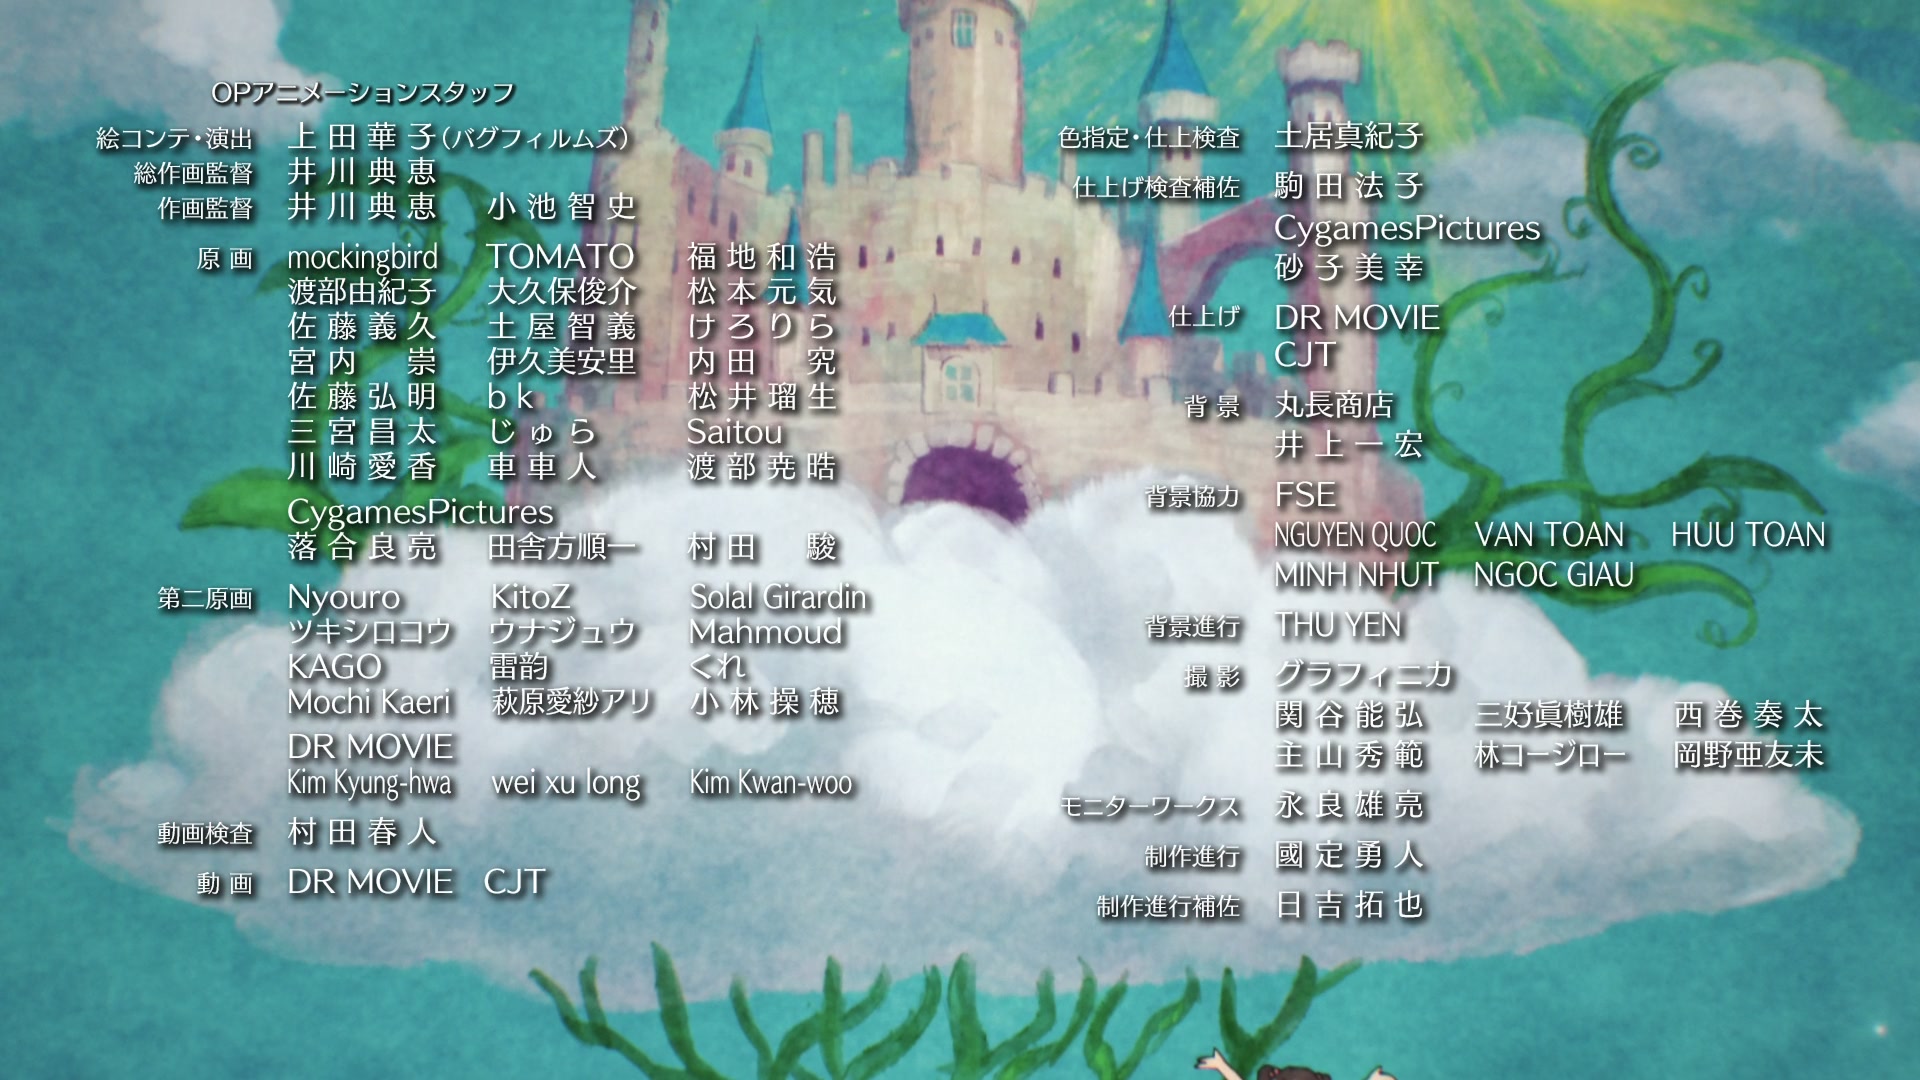 OPアニメーションスタッフ
絵コンテ・演出 上田華子(バグフィルムズ)
総作画監督 井川典恵
作画監督 井川典恵 小池智史
原画 mockingbird TOMATO 福地和浩
渡部由紀子 大久保俊介 松本元気
佐藤義久 土屋智義 けろりら
宮内崇 伊久美安里 内田究
佐藤弘明 bk 松井瑠生
三宮昌太 じゅら Saitou
川崎愛香 車車人 渡部尭晧
CygamesPictures
落合良亮 田舎方順一 村田駿
第二原画 Nyouro KitoZ Solal Girardin
ツキシロコウ ウナジュウ Mahmoud
KAGO 雷韵 くれ
Mochi Kaeri 萩原愛紗アリ 小林操穂
DR MOVIE
Kim Kyung-hwa wei xu long Kim Kwan-woo
動画検査 村田春人
動画 DR MOVIE CJT
色指定・仕上検査 土居真紀子
仕上げ検査補佐 駒田法子
CygamesPictures
砂子美幸
仕上げ DR MOVIE
CJT
背景 丸長商店
井上一宏
背景協力 FSE
NGUYEN QUOC VAN TOAN HUU TOAN
MINH NHUT NGOC GIAU
背景進行 THU YEN
撮影 グラフィニカ
関谷能弘 三好眞樹雄 西巻奏太
主山秀範 林コージロー 岡野亜友未
モニターワークス 永良雄亮
制作進行 國定勇人
制作進行補佐 日吉拓也